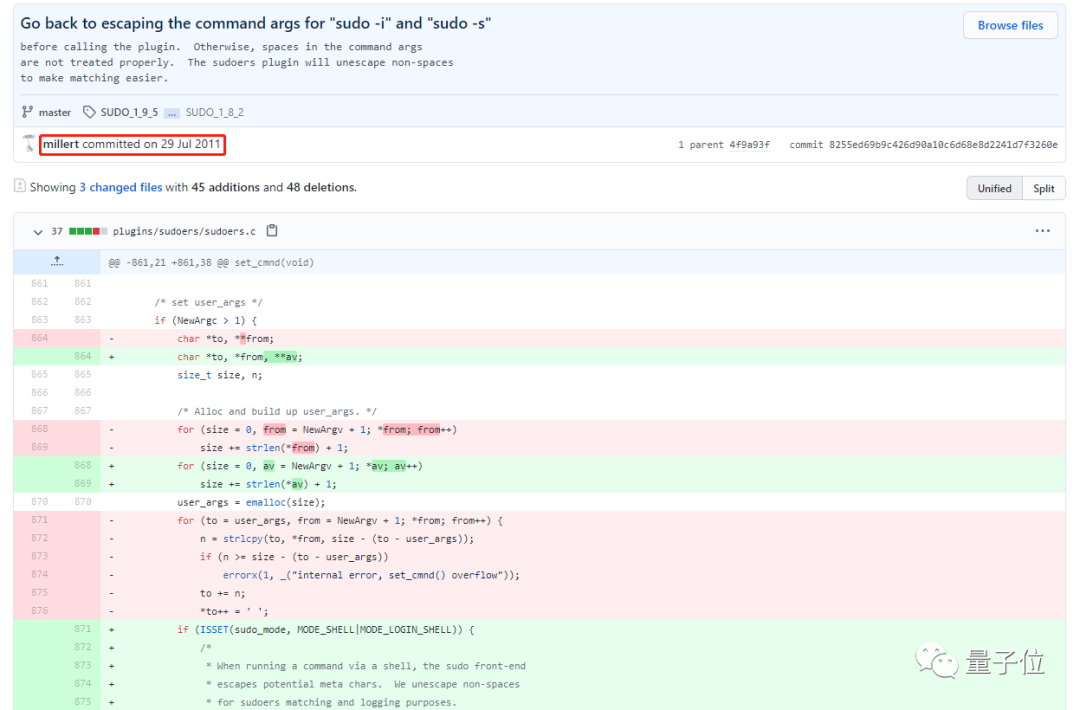 Go back to escaping the command args for "sudo -i" and "sudo -s"
Browse files
before calling the plugin.  Otherwise, spaces in the command args
are not treated properly.  The sudoers plugin will unescape non-spaces
to make matching easier.
master SUDO_1_9_5 ... SUDO_1_8_2
millert committed on 29 Jul 2011
1 parent 4f9a93f commit 8255ed69b9c426d90a10c6d68e8d2241d7f3260e
Showing 3 changed files with 45 additions and 48 deletions.
Unified Split
37 plugins/sudoers/sudoers.c ...
@@ -861,21 +861,38 @@ set_cmnd(void)
861 861
862 862 /* set user_args */
863 863 if (NewArgc > 1) {
864 - char *to, **from;
864 + char *to, *from, **av;
865 865 size_t size, n;
866 866
867 867 /* Alloc and build up user_args. */
868 - for (size = 0, from = NewArgv + 1; *from; from++)
869 - size += strlen(*from) + 1;
868 + for (size = 0, av = NewArgv + 1; *av; av++)
869 + size += strlen(*av) + 1;
870 870 user_args = emalloc(size);
871 - for (to = user_args, from = NewArgv + 1; *from; from++) {
872 - n = strlcpy(to, *from, size - (to - user_args));
873 - if (n >= size - (to - user_args))
874 - errorx(1, _("internal error, set_cmnd() overflow"));
875 - to += n;
876 - *to++ = ' ';
871 + if (ISSET(sudo_mode, MODE_SHELL|MODE_LOGIN_SHELL)) {
872 + /*
873 + * When running a command via a shell, the sudo front-end
874 + * escapes potential meta chars.  We unescape non-spaces
875 + * for sudoers matching and logging purposes.
量子位